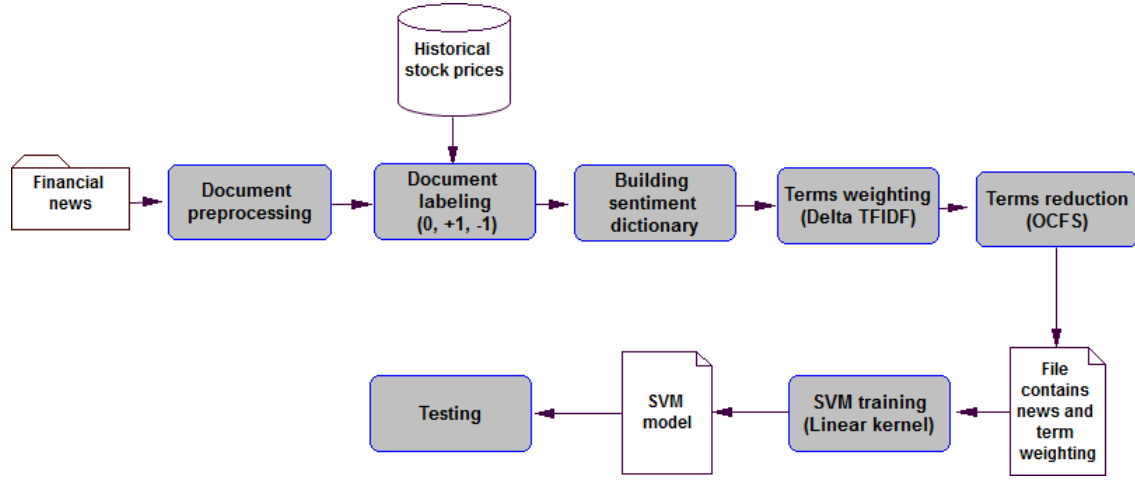 Historical
stock prices
Financial
news
Document
preprocessing
Document
labeling
(0, +1, -1)
Building
sentiment
dictionary
Terms weighting
(Delta TFIDF)
Terms reduction
(OCFS)
File
contains
news and
term
weighting
SVM training
(Linear kernel)
SVM
model
Testing